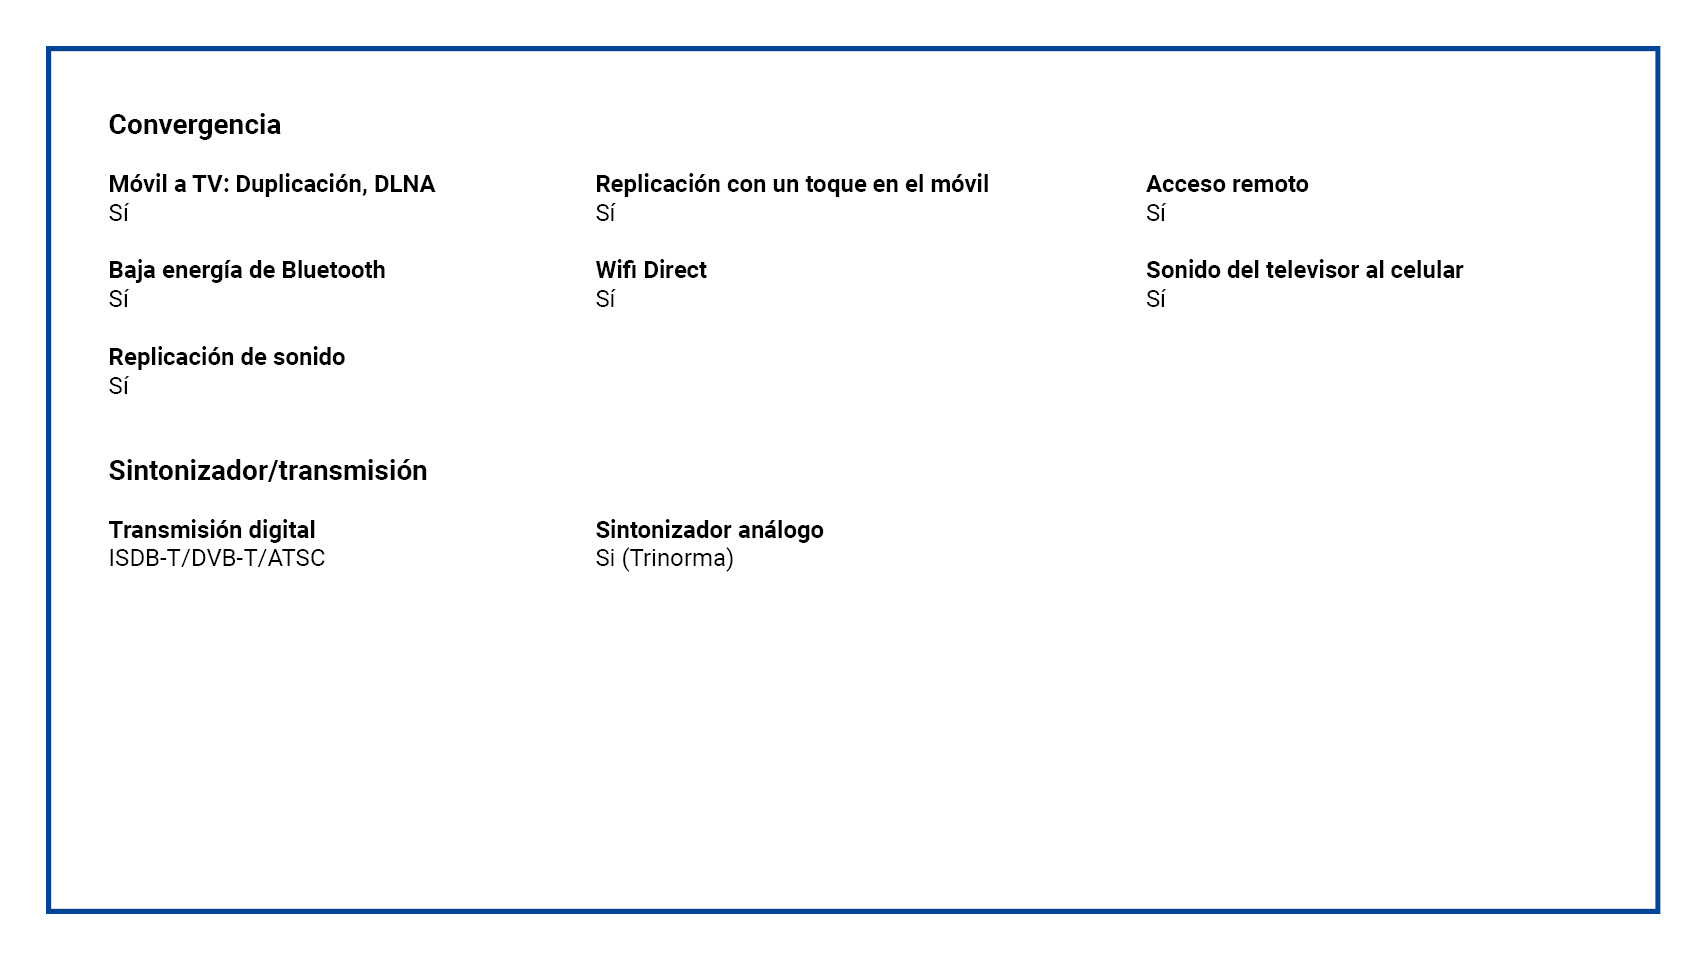 Convergencia
Móvil a TV: Duplicación, DLNA
Sí
Replicación con un toque en el móvil
Sí
Acceso remoto
Sí
Baja energía de Bluetooth
Sí
Wifi Direct
Sí
Sonido del televisor al celular
Sí
Replicación de sonido
Sí
Sintonizador/transmisión
Transmisión digital
ISDB-T/DVB-T/ATSC
Sintonizador análogo
Si (Trinorma)